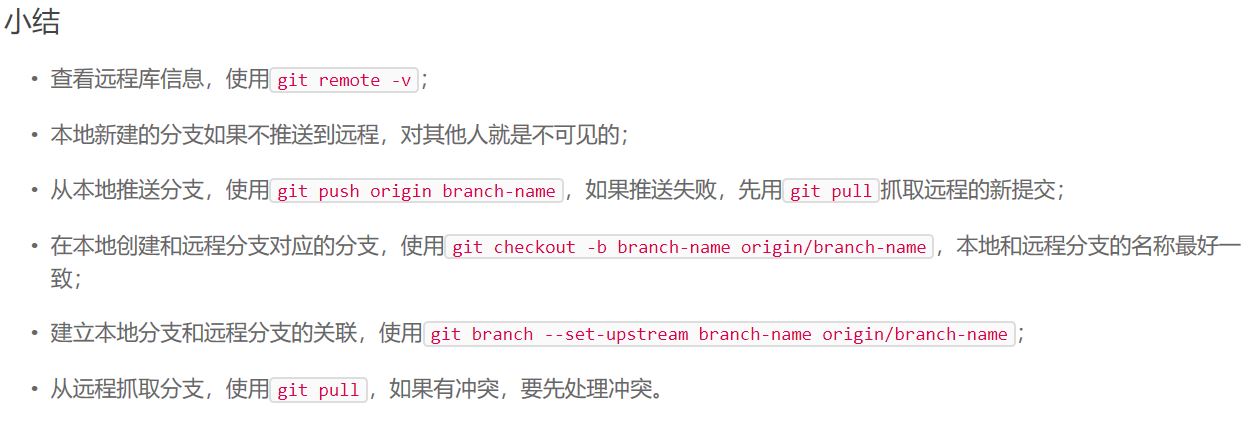 小结
• 查看远程库信息，使用git remote -v；
• 本地新建的分支如果不推送到远程，对其他人就是不可见的；
• 从本地推送分支，使用git push origin branch-name，如果推送失败，先用git pull抓取远程的新提交；
• 在本地创建和远程分支对应的分支，使用git checkout -b branch-name origin/branch-name，本地和远程分支的名称最好一
致；
• 建立本地分支和远程分支的关联，使用git branch --set-upstream branch-name origin/branch-name；
• 从远程抓取分支，使用git pull，如果有冲突，要先处理冲突。